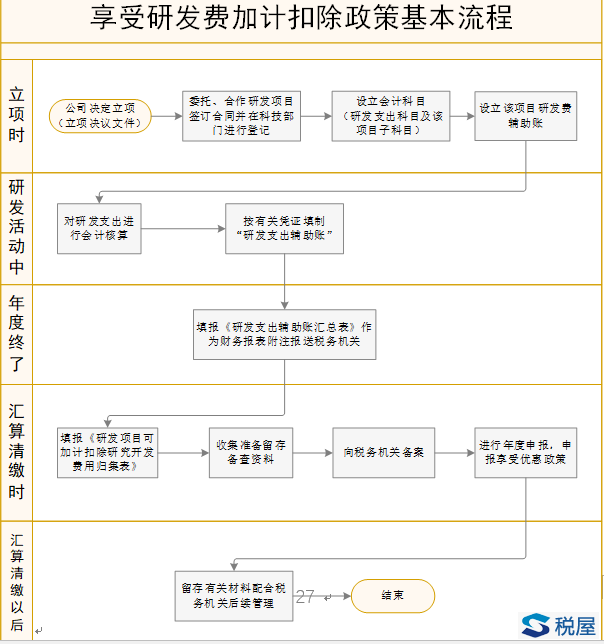 享受研发费加计扣除政策基本流程
立项时
公司决定立项
（立项决议文件）
委托、合作研发项目
签订合同并在科技部
门进行登记
设立会计科目
（研发支出科目及该
项目子科目）
设立该项目研发费
辅助账
研发活动中
对研发支出进
行会计核算
按有关凭证填制
“研发支出辅助账”
年度终了
填报《研发支出辅助账汇总表》作
为财务报表附注报送税务机关
汇算清缴时
填报《研发项目可
加计扣除研究开发
费用归集表》
收集准备留存
备查资料
向税务机关备案
进行年度申报，申
报享受优惠政策
汇算清缴以后
留存有关材料配合税
务机关后续管理
27
结束
税屋